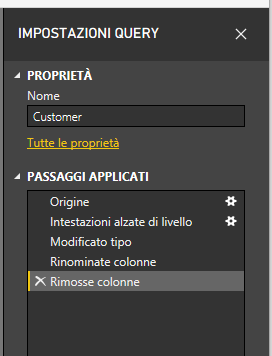 IMPOSTAZIONI QUERY
PROPRIETÀ
Nome
Customer
Tutte le proprietà
PASSAGGI APPLICATI
Origine
Intestazioni alzate di livello
Modificato tipo
Rinominate colonne
Rimosse colonne